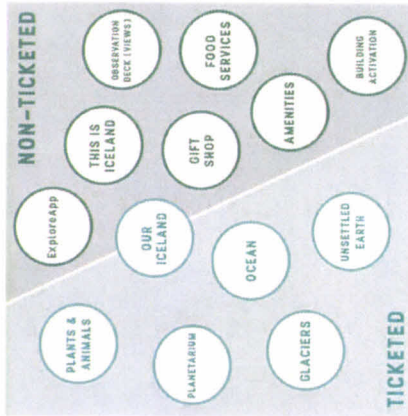 NON-TICKETED
OBSERVATION
DECK (VIEWS)
FOOD
SERVICES
BUILDING
ACTIVATION
THIS IS
ICELAND
GIFT
SHOP
AMENITIES
ExploreApp
OUR
ICELAND
OCEAN
UNSETTLED
EARTH
PLANTS &
ANIMALS
PLANETARIUM
GLACIERS
TICKETED